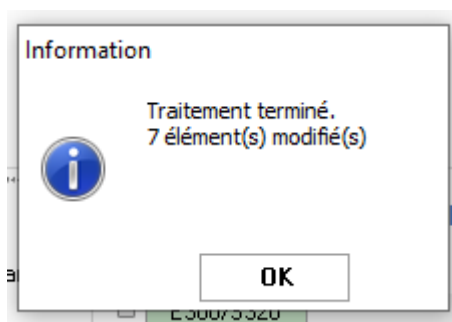 Information
Traitement terminé.
7 élément(s) modifié(s)
OK